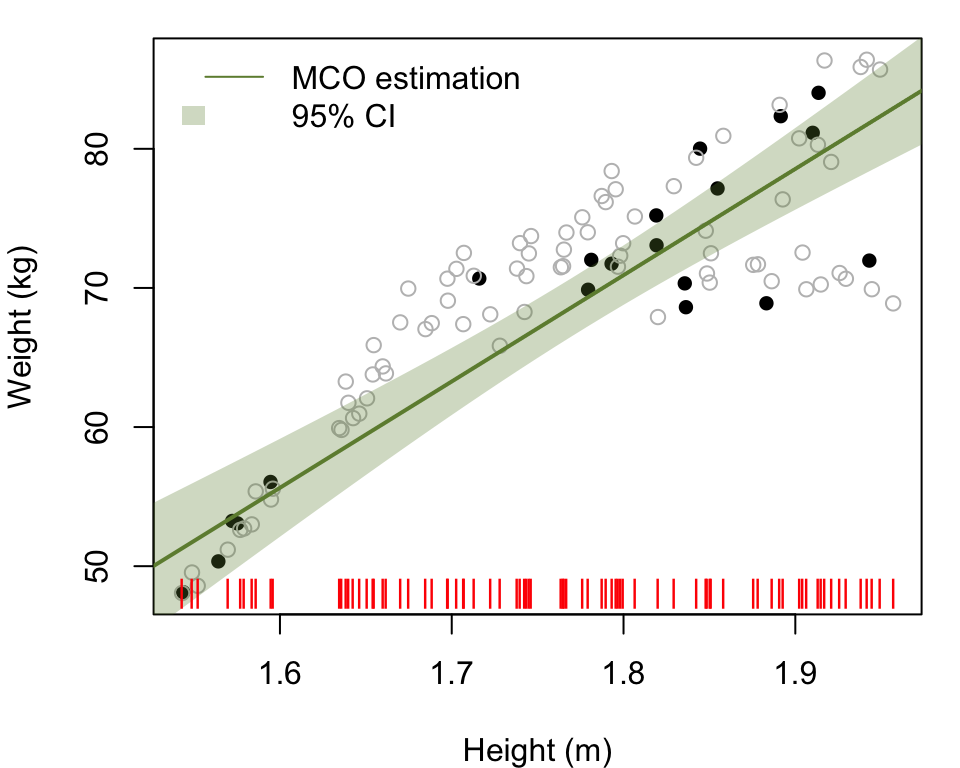 MCO estimation
95% CI
Weight (kg)
80
70
60
50
1.6 1.7 1.8 1.9
Height (m)